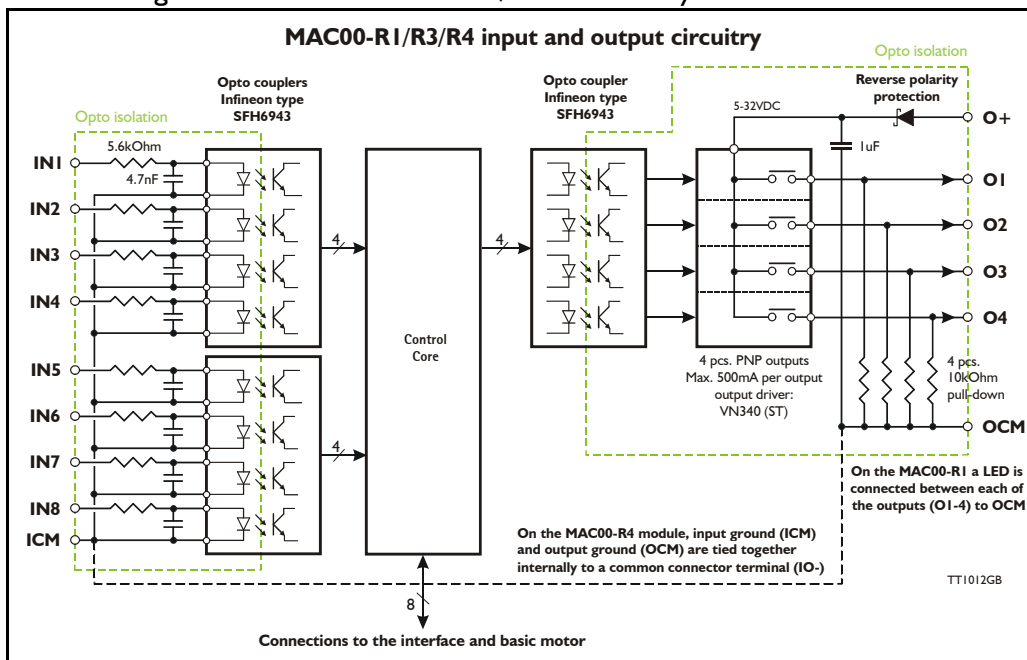 MAC00-R1/R3/R4 input and output circuitry
Opto isolation
Opto couplers
Infineon type
SFH6943
Opto isolation
Opto coupler
Infineon type
SFH6943
Reverse polarity
protection
5-32VDC
O+
1uF
5.6kOhm
4.7nF
IN1
IN2
IN3
IN4
IN5
IN6
IN7
IN8
ICM
4
4
4
Control
Core
O1
O2
O3
O4
4 pcs. PNP outputs
Max. 500mA per output
output driver:
VN340 (ST)
4 pcs.
10kOhm
pull-down
OCM
On the MAC00-R1 a LED is
connected between each of
the outputs (O1-4) to OCM
On the MAC00-R4 module, input ground (ICM)
and output ground (OCM) are tied together
internally to a common connector terminal (IO-)
TT1012GB
8
Connections to the interface and basic motor